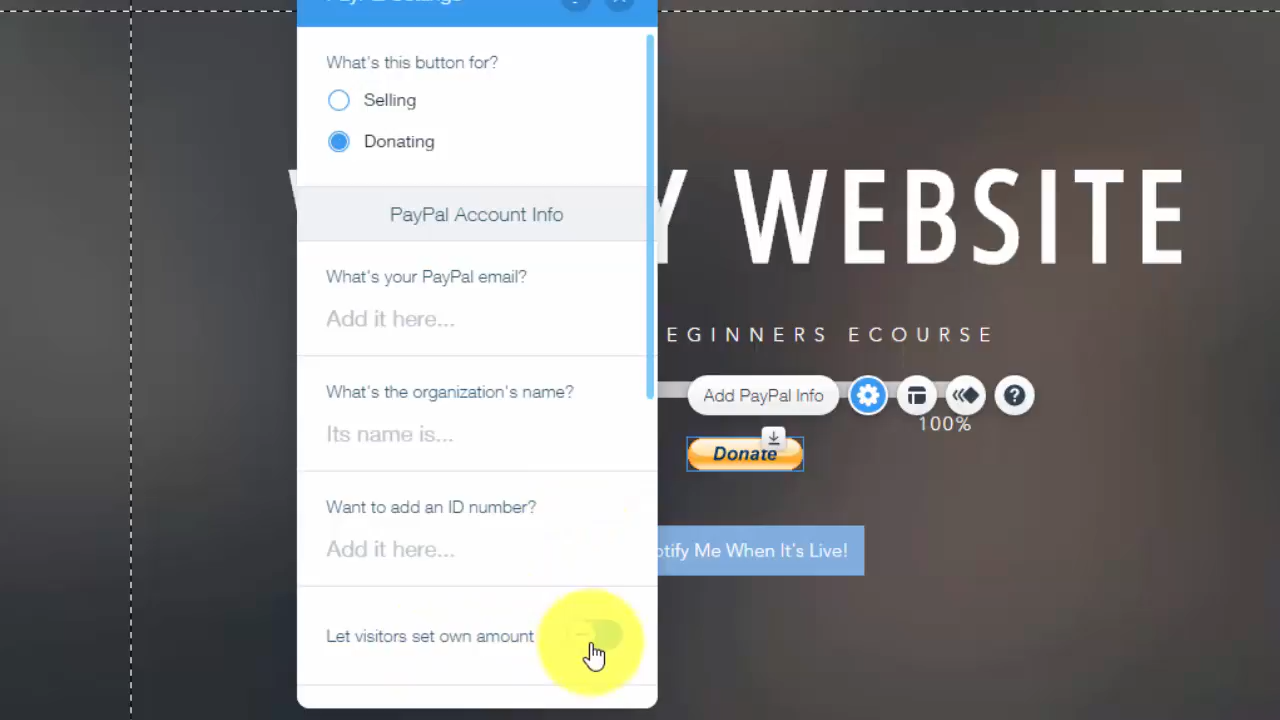 PayPal Settings
What's this button for?
Selling
Donating
PayPal Account Info
What's your PayPal email?
Add it here...
What's the organization's name?
Its name is...
Want to add an ID number?
Add it here...
Let visitors set own amount
WEBSITE
EGINNERS ECOURSE
Add PayPal Info
?
100%
Donate
otify Me When It's Live!